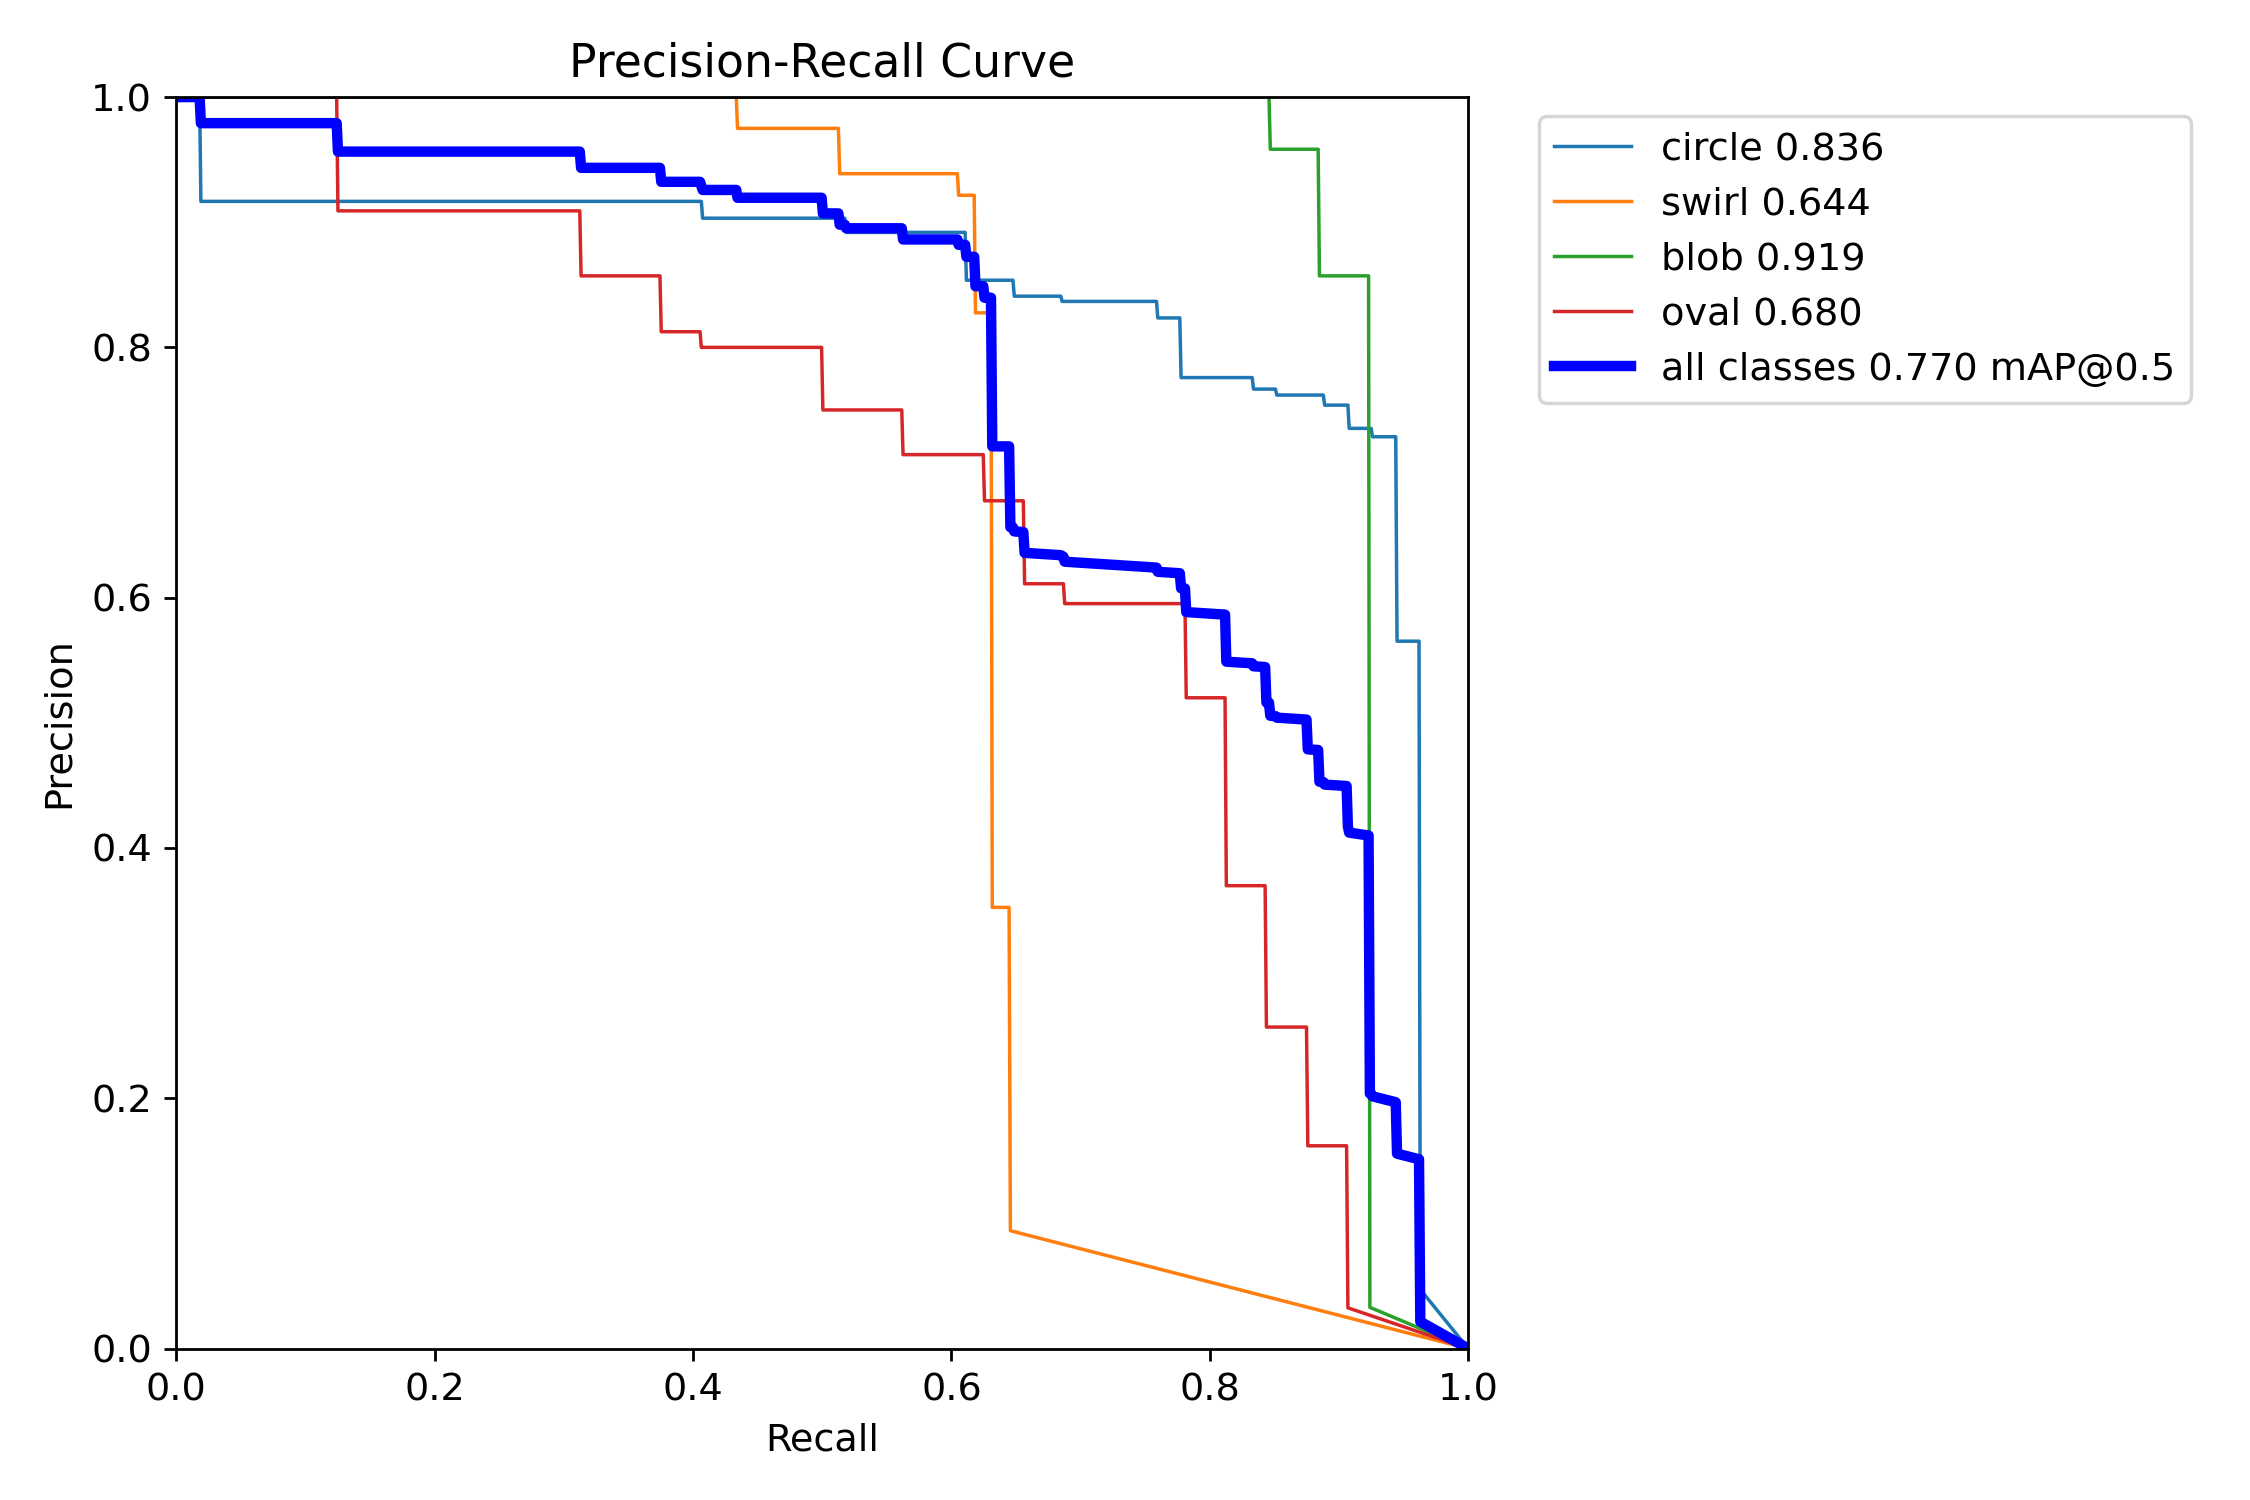 Precision-Recall Curve
1.0
0.8
0.6
0.4
0.2
0.0
Precision
0.0 0.2 0.4 0.6 0.8 1.0
Recall
circle 0.836
swirl 0.644
blob 0.919
oval 0.680
all classes 0.770 mAP@0.5